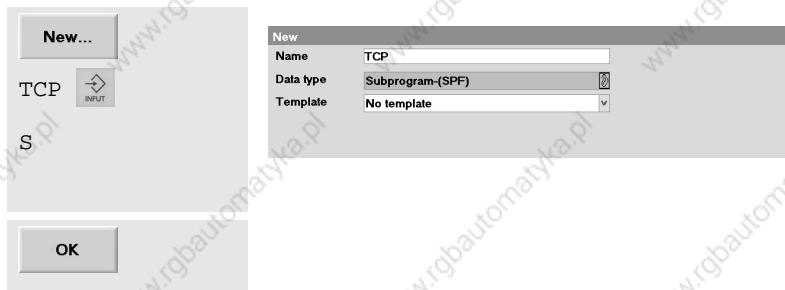 New...
TCP
INPUT
S
OK
New
Name TCP
Data type Subprogram-(SPF)
Template No template
www.rgbautomatyka.pl